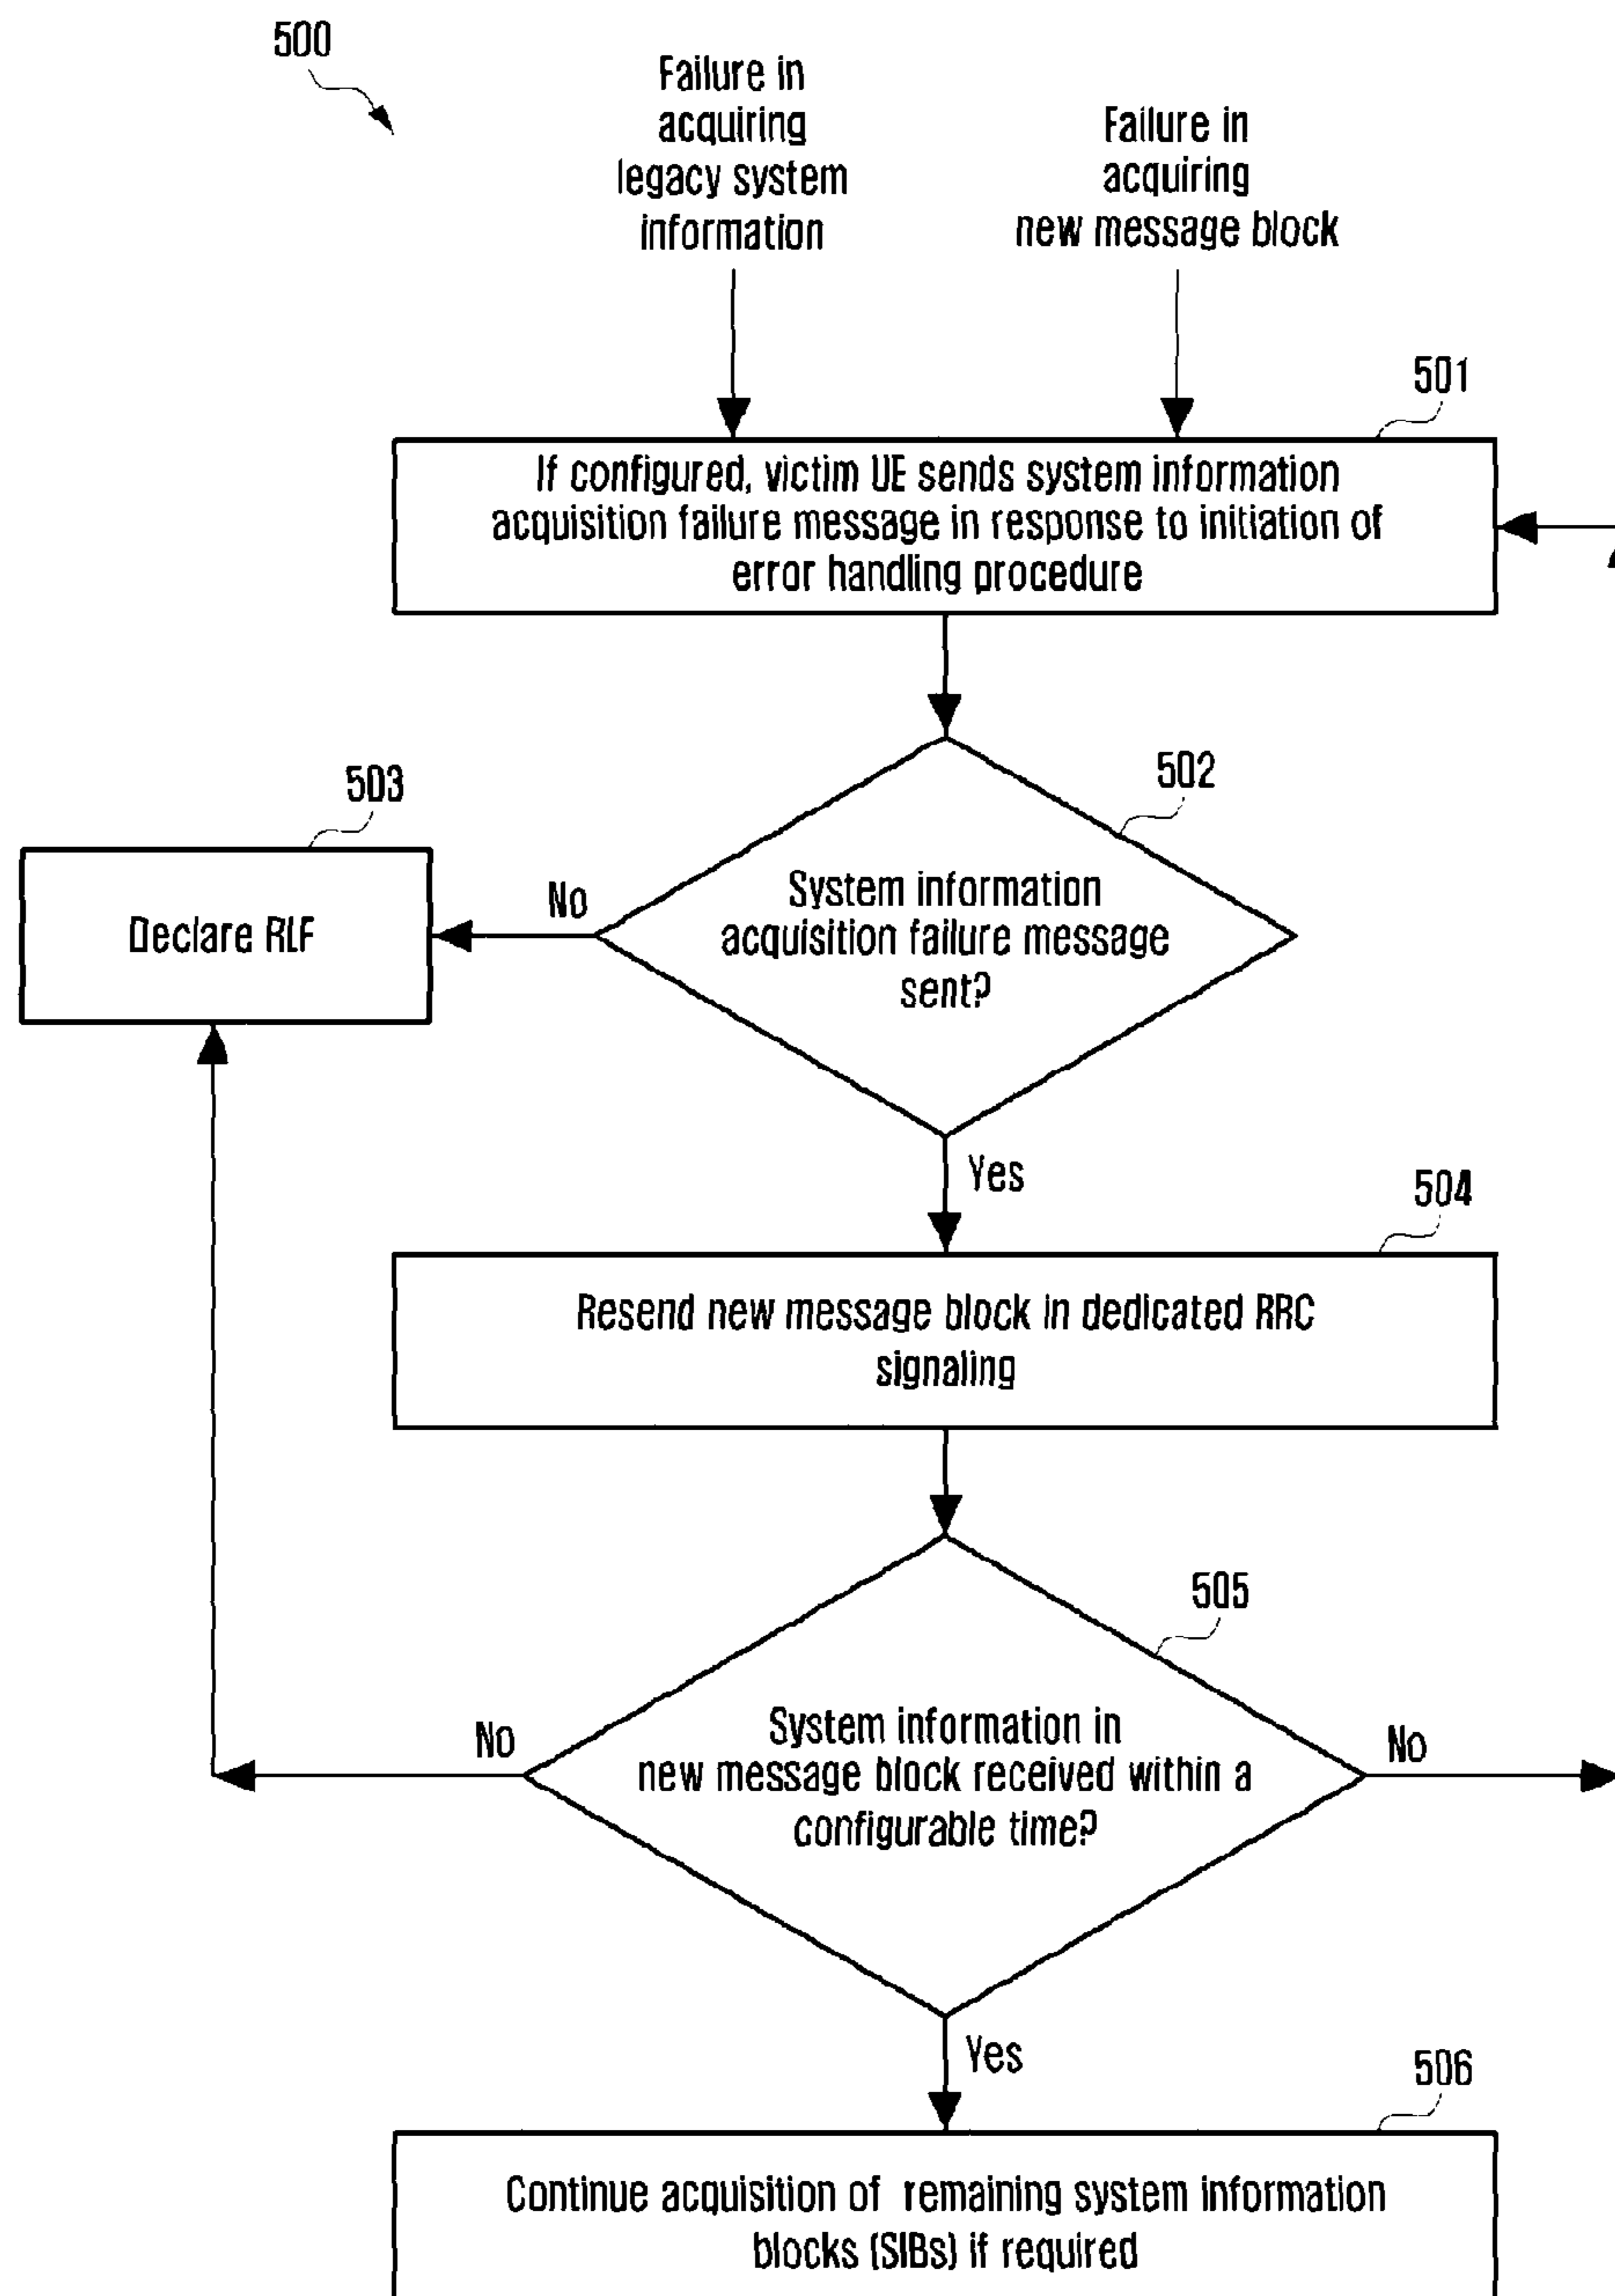 500
Failure in
acquiring
legacy system
information
Failure in
acquiring
new message block
501
If configured, victim UE sends system information
acquisition failure message in response to initiation of
error handling procedure
502
System information
acquisition failure message
sent?
503
No
Declare RLF
Yes
504
Resend new message block in dedicated RRC
signaling
505
System information in
new message block received within a
configurable time?
No
No
Yes
506
Continue acquisition of remaining system information
blocks (SIBs) if required